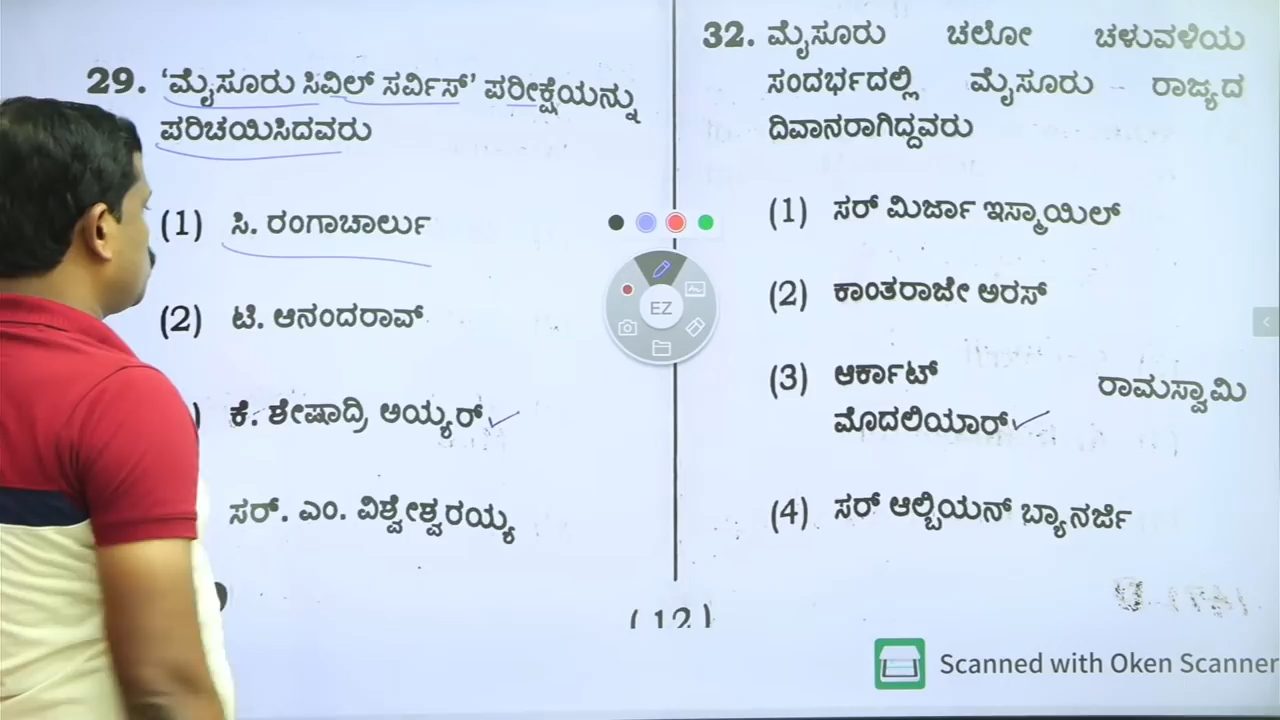 29. 'ಮೈಸೂರು ಸಿವಿಲ್ ಸರ್ವಿಸ್' ಪರೀಕ್ಷೆಯನ್ನು
ಪರಿಚಯಿಸಿದವರು
(1) ಸಿ. ರಂಗಾಚಾರ್ಲು
(2) ಟಿ. ಆನಂದರಾವ್
) ಕೆ. ಶೇಷಾದ್ರಿ ಅಯ್ಯರ್
ಸರ್. ಎಂ. ವಿಶ್ವೇಶ್ವರಯ್ಯ
32. ಮೈಸೂರು ಚಲೋ ಚಳುವಳಿಯ
ಸಂದರ್ಭದಲ್ಲಿ ಮೈಸೂರು ರಾಜ್ಯದ
ದಿವಾನರಾಗಿದ್ದವರು
(1) ಸರ್ ಮಿರ್ಜಾ ಇಸ್ಮಾಯಿಲ್
(2) ಕಾಂತರಾಜೇ ಅರಸ್
(3) ಆರ್ಕಾಟ್ ರಾಮಸ್ವಾಮಿ
ಮೊದಲಿಯಾರ್
(4) ಸರ್ ಆಲ್ಬಿಯನ್ ಬ್ಯಾನರ್ಜಿ
EZ
(12)
Scanned with Oken Scanner